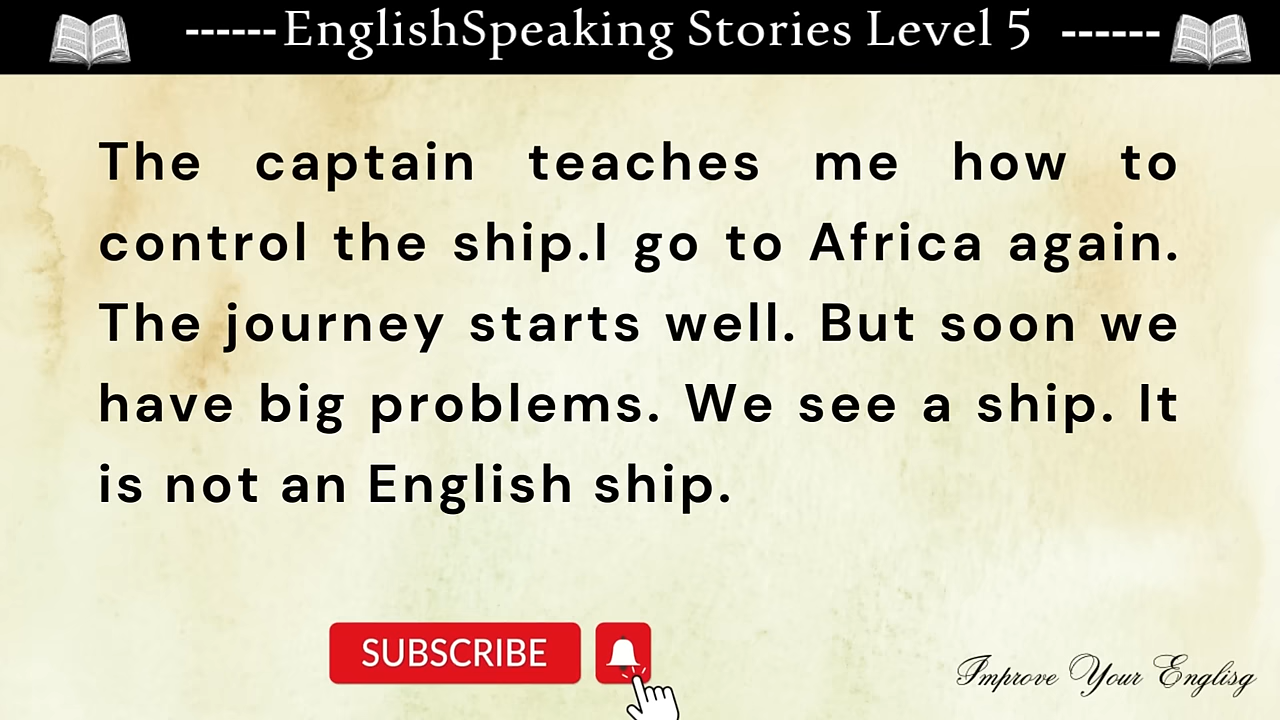 ------EnglishSpeaking Stories Level 5 ------
The captain teaches me how to
control the ship.I go to Africa again.
The journey starts well. But soon we
have big problems. We see a ship. It
is not an English ship.
SUBSCRIBE
Improve Your Englisg